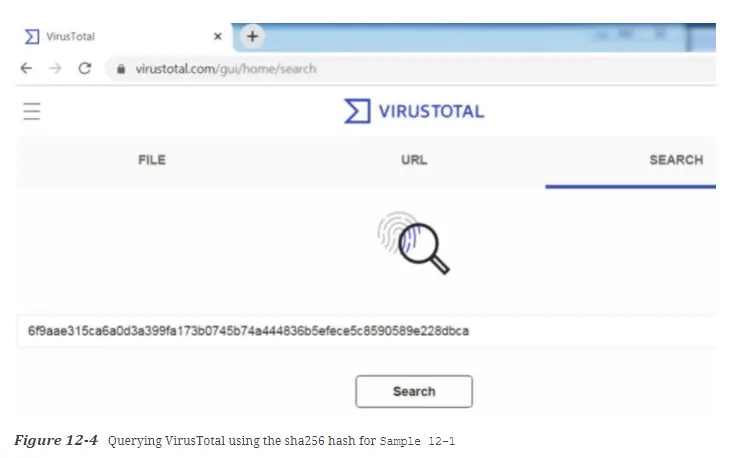 VirusTotal
virustotal.com/gui/home/search
VIRUSTOTAL
FILE URL SEARCH
6f9aae315ca6a0d3a399fa173b0745b74a444836b5efece5c8590589e228dbca
Search
Figure 12-4 Querying VirusTotal using the sha256 hash for Sample 12-1